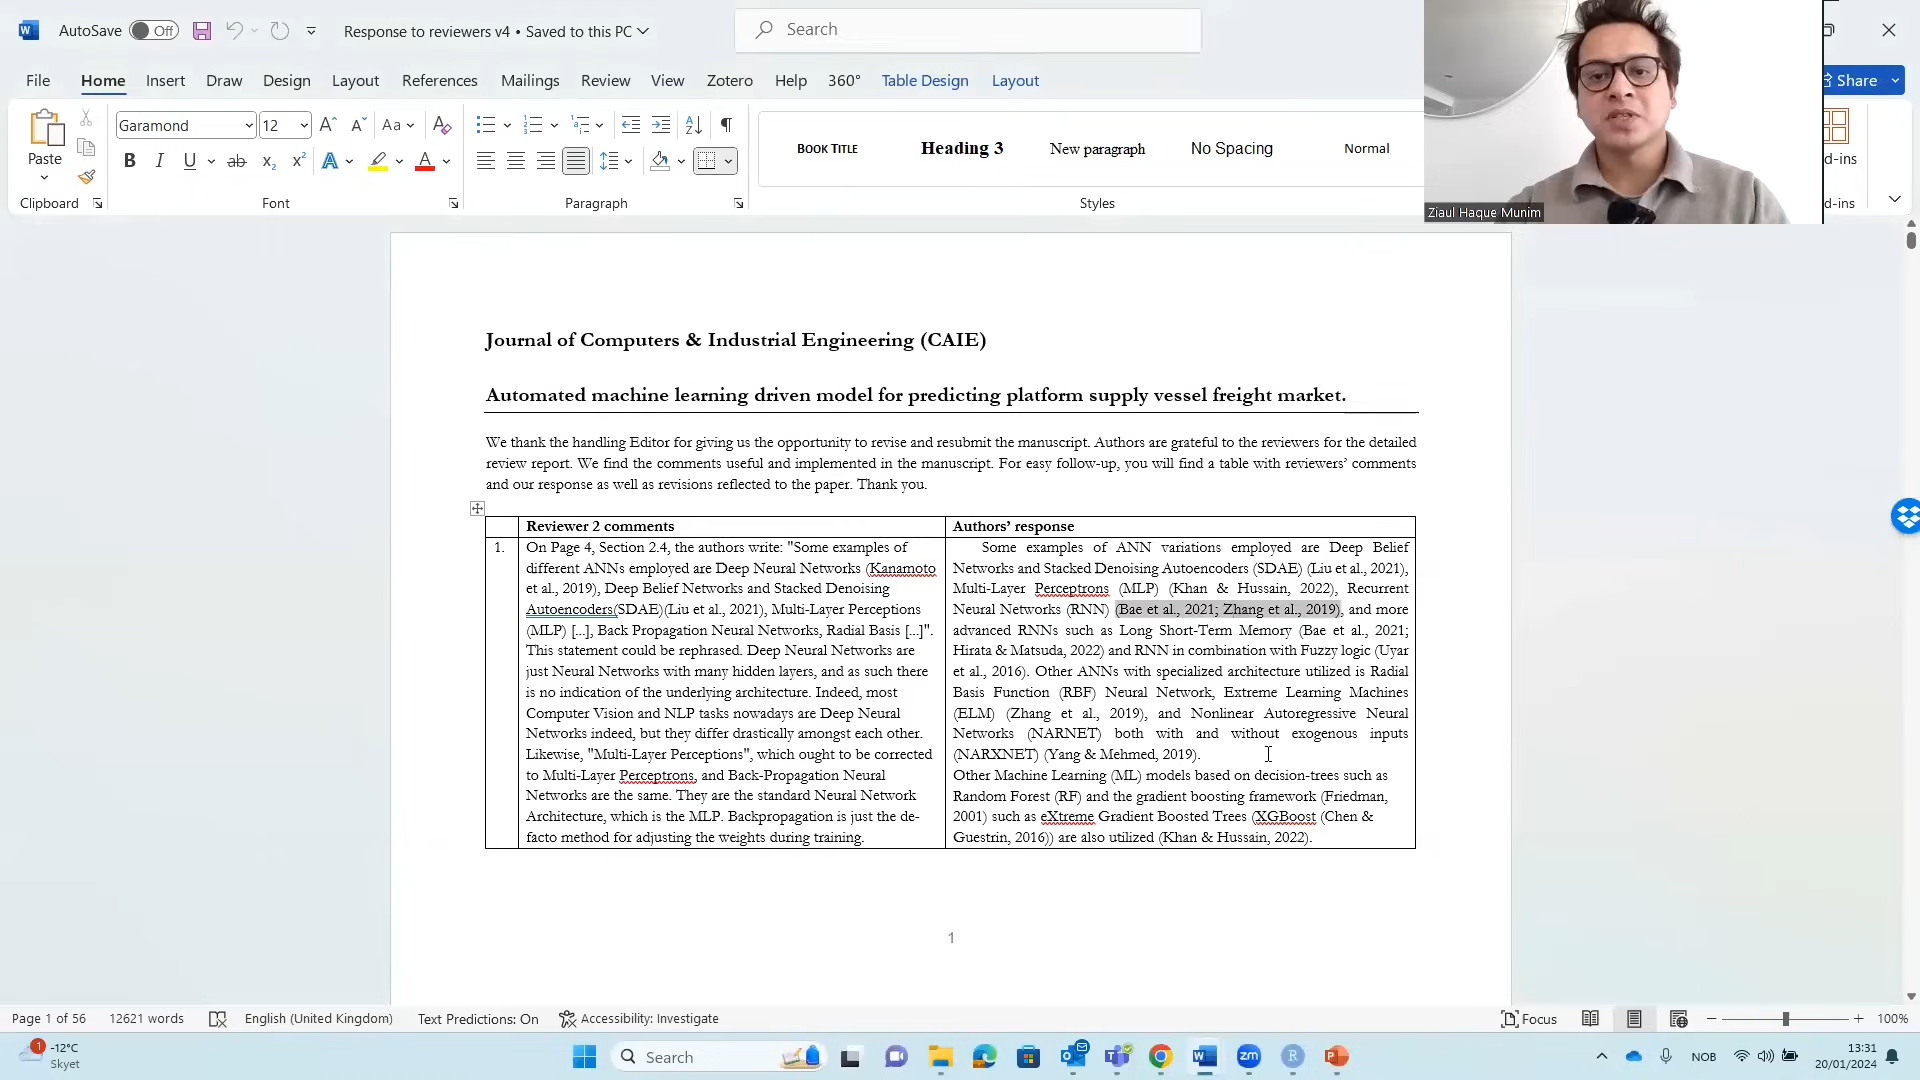 AutoSave Off Response to reviewers v4 • Saved to this PC Search
File Home Insert Draw Design Layout References Mailings Review View Zotero Help 360° Table Design Layout Share
Garamond 12 Aa
Paste B I U ab x₂ x² A A
Book Title Heading 3 New paragraph No Spacing Normal
d-ins
Clipboard Font Paragraph Styles d-ins
Ziaul Haque Munim
Journal of Computers & Industrial Engineering (CAIE)
Automated machine learning driven model for predicting platform supply vessel freight market.
We thank the handling Editor for giving us the opportunity to revise and resubmit the manuscript. Authors are grateful to the reviewers for the detailed
review report. We find the comments useful and implemented in the manuscript. For easy follow-up, you will find a table with reviewers’ comments
and our response as well as revisions reflected to the paper. Thank you.
Reviewer 2 comments
1. On Page 4, Section 2.4, the authors write: "Some examples of
different ANNs employed are Deep Neural Networks (Kanamoto
et al., 2019), Deep Belief Networks and Stacked Denoising
Autoencoders(SDAE)(Liu et al., 2021), Multi-Layer Perceptions
(MLP) [...], Back Propagation Neural Networks, Radial Basis [...]".
This statement could be rephrased. Deep Neural Networks are
just Neural Networks with many hidden layers, and as such there
is no indication of the underlying architecture. Indeed, most
Computer Vision and NLP tasks nowadays are Deep Neural
Networks indeed, but they differ drastically amongst each other.
Likewise, "Multi-Layer Perceptions", which ought to be corrected
to Multi-Layer Perceptrons, and Back-Propagation Neural
Networks are the same. They are the standard Neural Network
Architecture, which is the MLP. Backpropagation is just the de-
facto method for adjusting the weights during training.
Authors’ response
Some examples of ANN variations employed are Deep Belief
Networks and Stacked Denoising Autoencoders (SDAE) (Liu et al., 2021),
Multi-Layer Perceptrons (MLP) (Khan & Hussain, 2022), Recurrent
Neural Networks (RNN) (Bae et al., 2021; Zhang et al., 2019), and more
advanced RNNs such as Long Short-Term Memory (Bae et al., 2021;
Hirata & Matsuda, 2022) and RNN in combination with Fuzzy logic (Uyar
et al., 2016). Other ANNs with specialized architecture utilized is Radial
Basis Function (RBF) Neural Network, Extreme Learning Machines
(ELM) (Zhang et al., 2019), and Nonlinear Autoregressive Neural
Networks (NARNET) both with and without exogenous inputs
(NARXNET) (Yang & Mehmed, 2019).
Other Machine Learning (ML) models based on decision-trees such as
Random Forest (RF) and the gradient boosting framework (Friedman,
2001) such as eXtreme Gradient Boosted Trees (XGBoost (Chen &
Guestrin, 2016)) are also utilized (Khan & Hussain, 2022).
1
Page 1 of 56 12621 words English (United Kingdom) Text Predictions: On Accessibility: Investigate Focus 100%
1 -12°C
Skyet
Search
zm
R
NOB
13:31
20/01/2024